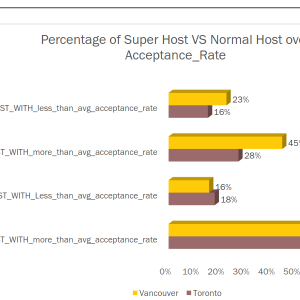 Percentage of Super Host VS Normal Host ov
Acceptance_Rate
ST_WITH_less_than_avg_acceptance_rate
23%
16%
ST_WITH_more_than_avg_acceptance_rate
45%
28%
ST_WITH_Less_than_avg_acceptance_rate
16%
18%
ST_WITH_more_than_avg_acceptance_rate
0% 10% 20% 30% 40% 50%
Vancouver Toronto